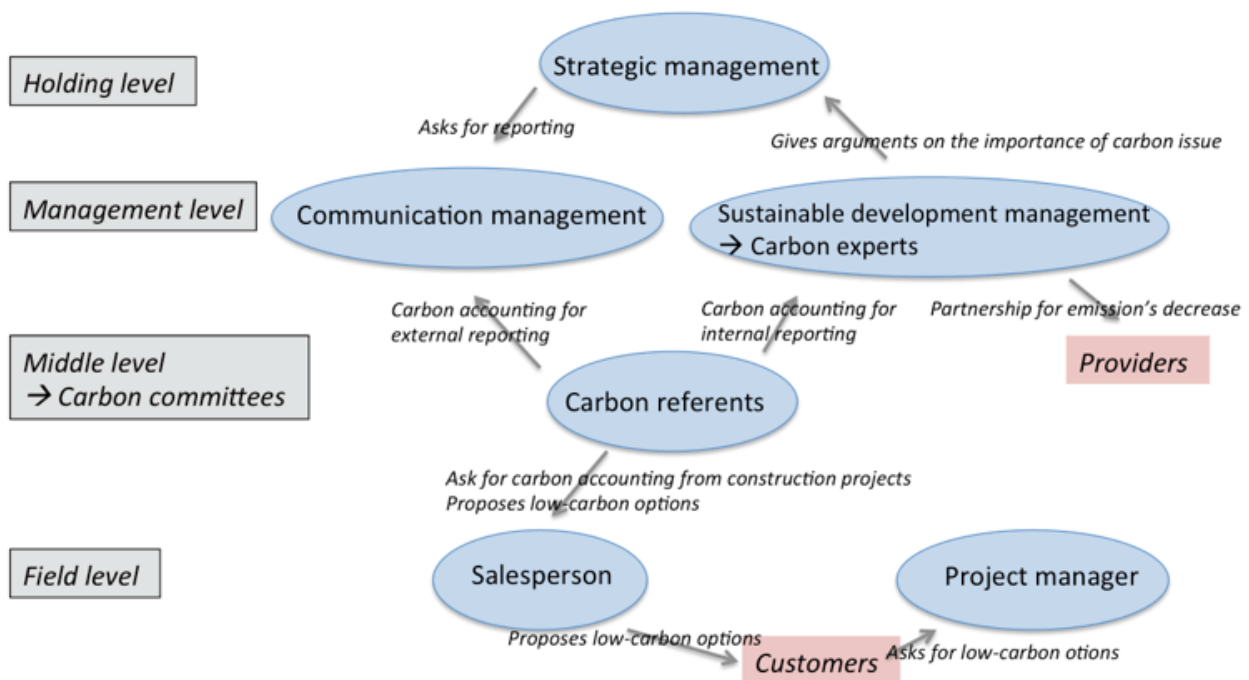 Strategic management
Holding level
Asks for reporting
Gives arguments on the importance of carbon issue
Management level
Communication management
Sustainable development management
→ Carbon experts
Carbon accounting for
external reporting
Carbon accounting for
internal reporting
Partnership for emission's decrease
Middle level
→ Carbon committees
Providers
Carbon referents
Ask for carbon accounting from construction projects
Proposes low-carbon options
Field level
Salesperson
Project manager
Proposes low-carbon options
Customers
Asks for low-carbon otions